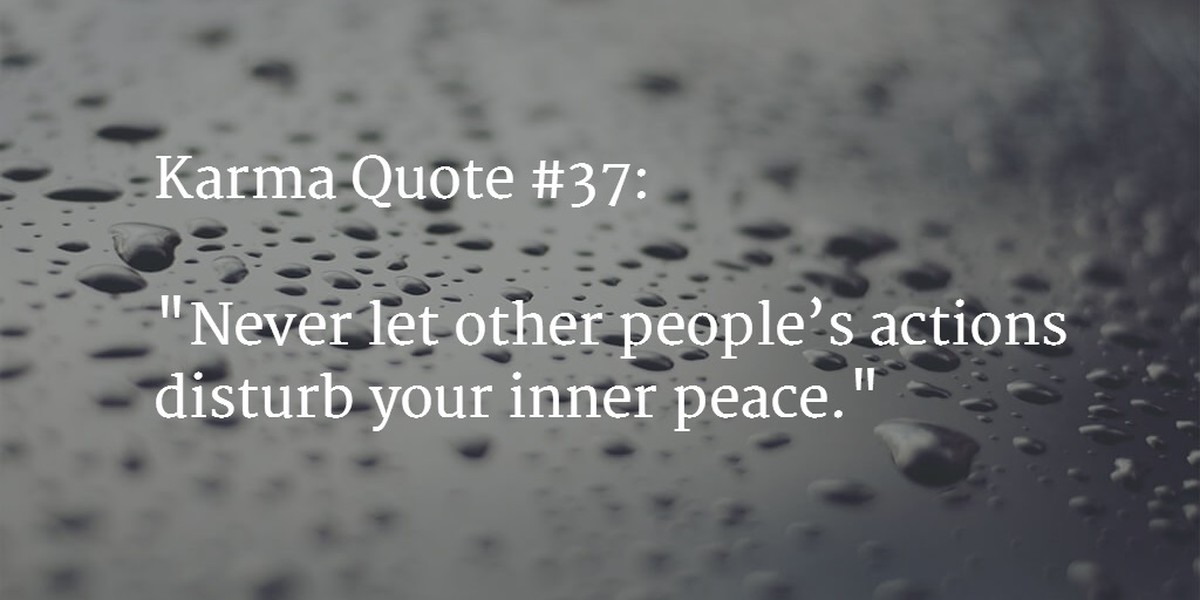 Karma Quote #37:
"Never let other people’s actions
disturb your inner peace."